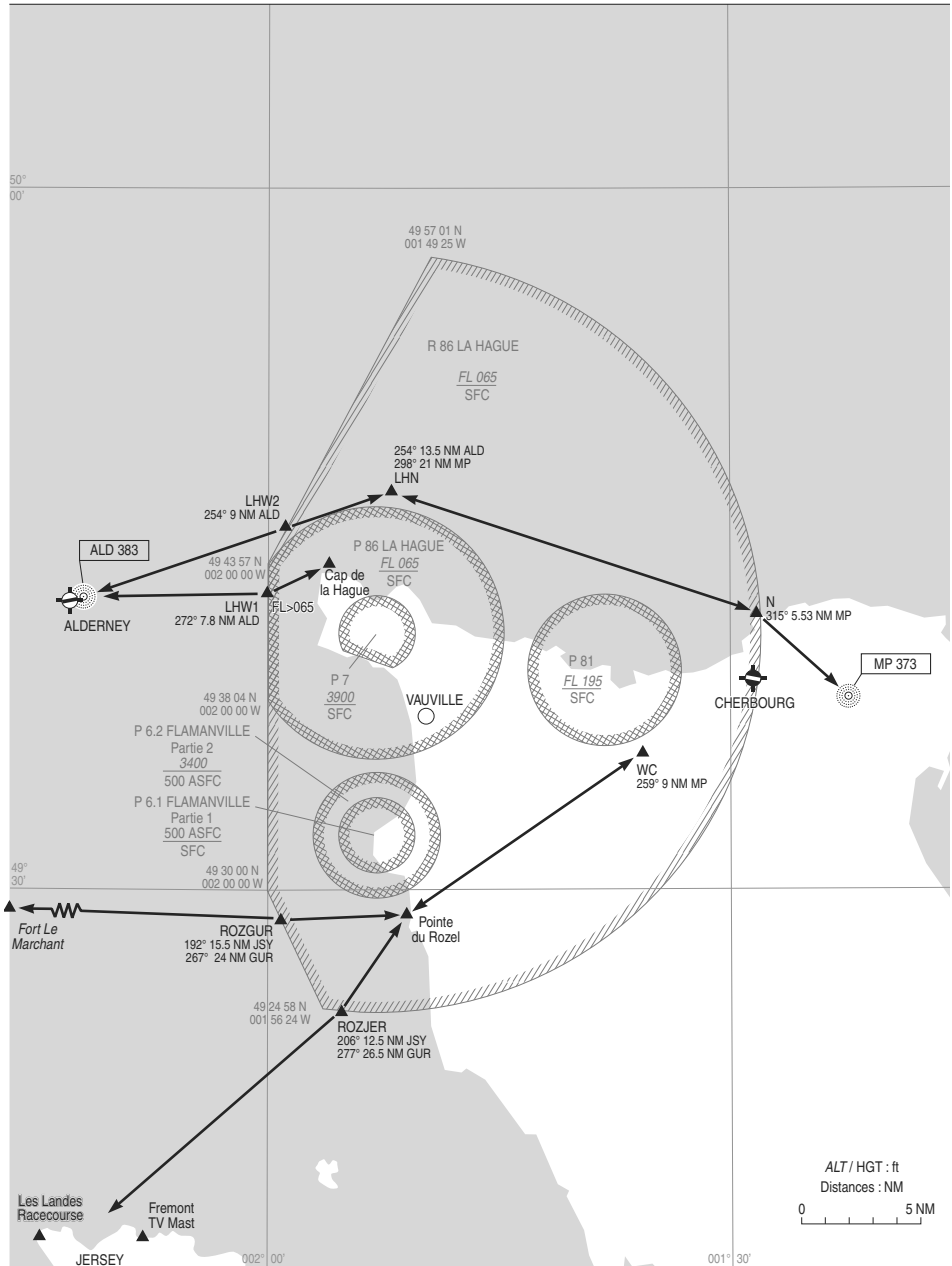 50°
00'
49 57 01 N
001 49 25 W
R 86 LA HAGUE
FL 065
SFC
254° 13.5 NM ALD
298° 21 NM MP
LHN
LHW2
254° 9 NM ALD
P 86 LA HAGUE
FL 065
SFC
ALD 383
49 43 57 N
002 00 00 W
Cap de
la Hague
ALDERNEY
LHW1
FL>065
272° 7.8 NM ALD
N
315° 5.53 NM MP
P 81
FL 195
SFC
MP 373
P 7
3900
SFC
CHERBOURG
49 38 04 N
002 00 00 W
VAUVILLE
P 6.2 FLAMANVILLE
Partie 2
3400
500 ASFC
WC
259° 9 NM MP
P 6.1 FLAMANVILLE
Partie 1
500 ASFC
SFC
49°
30'
49 30 00 N
002 00 00 W
Fort Le
Marchant
ROZGUR
192° 15.5 NM JSY
267° 24 NM GUR
Pointe
du Rozel
49 24 58 N
001 56 24 W
ROZJER
206° 12.5 NM JSY
277° 26.5 NM GUR
ALT / HGT : ft
Distances : NM
0 5 NM
Les Landes
Racecourse
Fremont
TV Mast
JERSEY
002° 00'
001° 30'